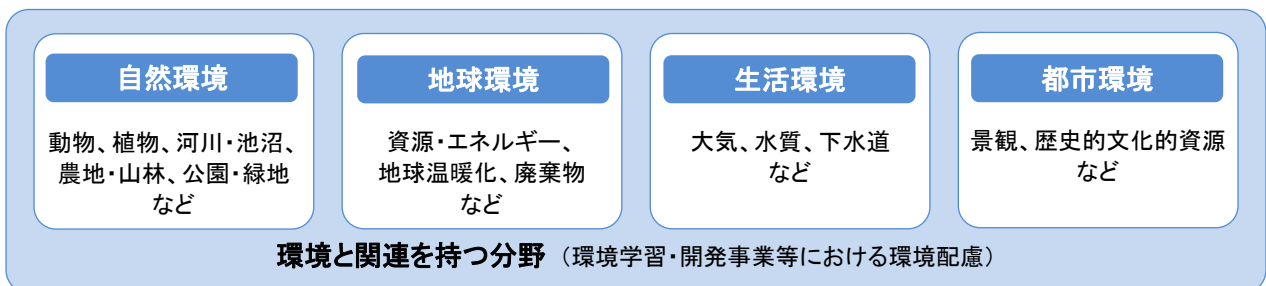 自然環境
動物、植物、河川・池沼、
農地・山林、公園・緑地
など
地球環境
資源・エネルギー、
地球温暖化、廃棄物
など
生活環境
大気、水質、下水道
など
都市環境
景観、歴史的文化的資源
など
環境と関連を持つ分野（環境学習・開発事業等における環境配慮）